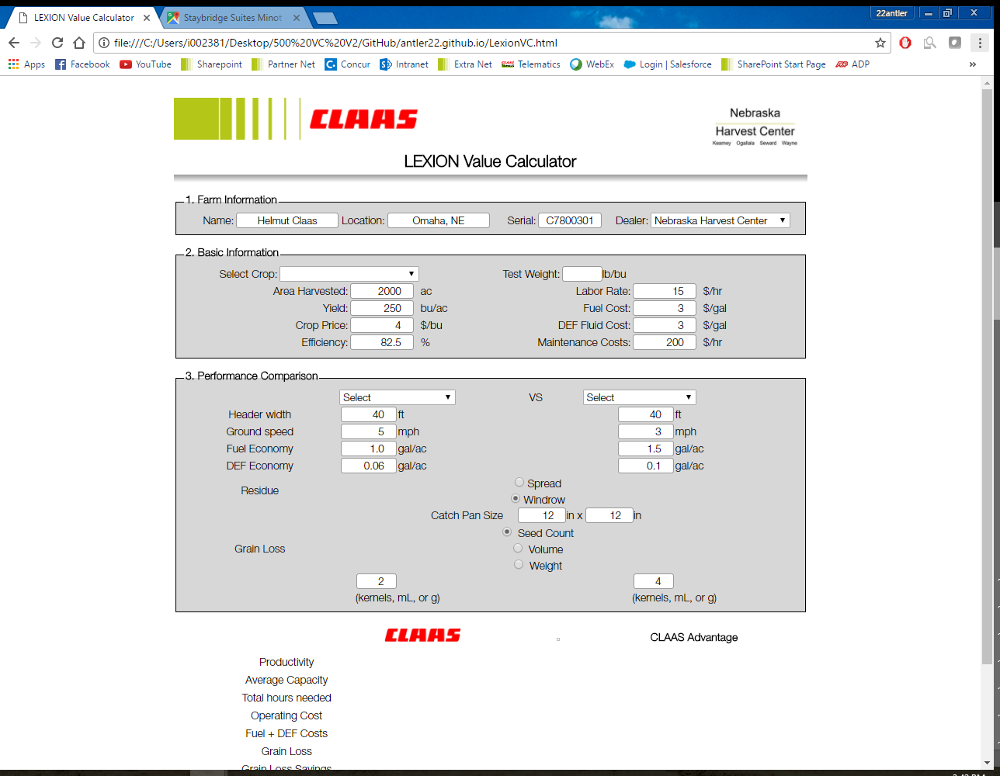 LEXION Value Calculator
Staybridge Suites Minot
22antler
file:///C:/Users/i002381/Desktop/500%20VC%20V2/GitHub/antler22.github.io/LexionVC.html
Apps Facebook YouTube Sharepoint Partner Net Concur Intranet Extra Net Telematics WebEx Login | Salesforce SharePoint Start Page ADP »
CLAAS
Nebraska
Harvest Center
Kearney Ogallala Seward Wayne
LEXION Value Calculator
1. Farm Information
Name: Helmut Claas Location: Omaha, NE Serial: C7800301 Dealer: Nebraska Harvest Center
2. Basic Information
Select Crop: Test Weight: lb/bu
Area Harvested: 2000 ac Labor Rate: 15 $/hr
Yield: 250 bu/ac Fuel Cost: 3 $/gal
Crop Price: 4 $/bu DEF Fluid Cost: 3 $/gal
Efficiency: 82.5 % Maintenance Costs: 200 $/hr
3. Performance Comparison
Select VS Select
Header width 40 ft 40 ft
Ground speed 5 mph 3 mph
Fuel Economy 1.0 gal/ac 1.5 gal/ac
DEF Economy 0.06 gal/ac 0.1 gal/ac
Residue
Spread
Windrow
Catch Pan Size 12 in x 12 in
Grain Loss
Seed Count
Volume
Weight
2 4
(kernels, mL, or g) (kernels, mL, or g)
CLAAS CLAAS Advantage
Productivity
Average Capacity
Total hours needed
Operating Cost
Fuel + DEF Costs
Grain Loss
Grain Loss Savings